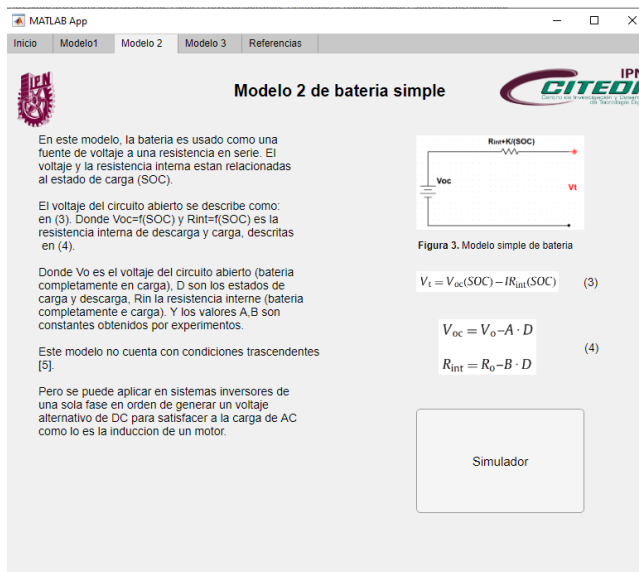 MATLAB App
Inicio Modelo1 Modelo 2 Modelo 3 Referencias
IPN
Modelo 2 de bateria simple
IPN
CITEDI
En este modelo, la bateria es usado como una
fuente de voltaje a una resistencia en serie. El
voltaje y la resistencia interna estan relacionadas
al estado de carga (SOC).
El voltaje del circuito abierto se describe como:
en (3). Donde Voc=f(SOC) y Rint=f(SOC) es la
resistencia interna de descarga y carga, descritas
en (4).
Donde Vo es el voltaje del circuito abierto (bateria
completamente en carga), D son los estados de
carga y descarga, Rin la resistencia interne (bateria
completamente e carga). Y los valores A,B son
constantes obtenidos por experimentos.
Este modelo no cuenta con condiciones trascendentes
[5].
Pero se puede aplicar en sistemas inversores de
una sola fase en orden de generar un voltaje
alternativo de DC para satisfacer a la carga de AC
como lo es la induccion de un motor.
Rint+K/(SOC)
Voc
Vt
Figura 3. Modelo simple de bateria
Vt = Voc(SOC) − IRint(SOC) (3)
Voc = Vo–A · D
Rint = Ro–B · D
(4)
Simulador